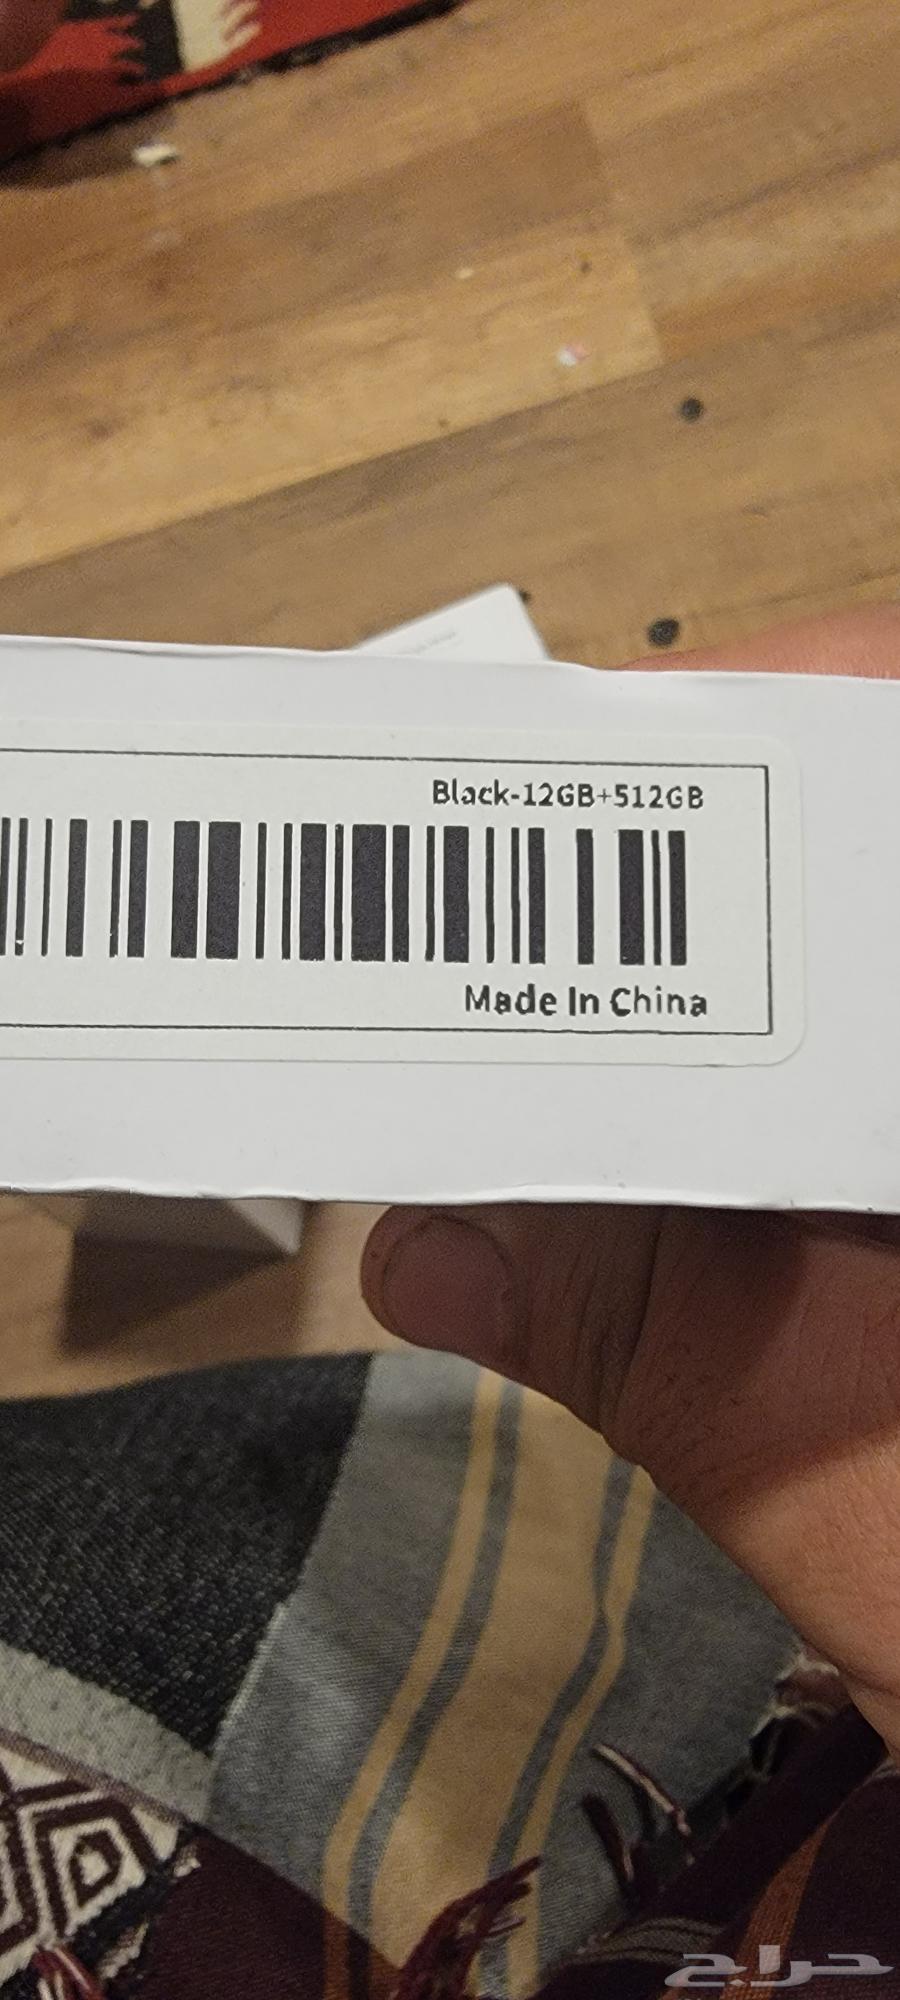 Black-12GB+512GB
Made In China
حراج